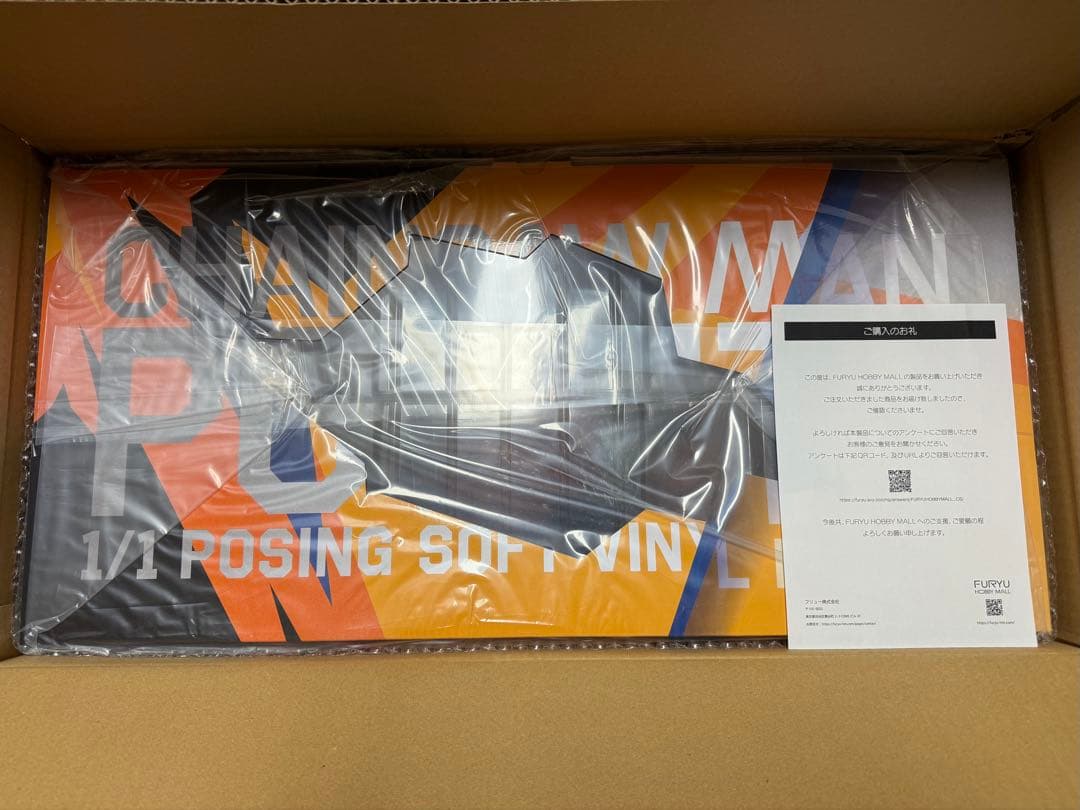 CHAINSAW MAN
PO
1/1 POSING SOFT VINYL
ご購入のお礼
この度は、FURYU HOBBY MALLの製品をお買い上げいただき
誠にありがとうございます。
ご注文いただきました商品をお届け致しましたので、
ご確認くださいませ。
よろしければ本製品についてのアンケートにご回答いただき
お客様のご意見をお聞かせください。
アンケートは下記QRコード、及びURLよりご回答いただけます。
今後共、FURYU HOBBY MALLへのご支援、ご愛顧の程
よろしくお願い申し上げます。
FURYU
HOBBY MALL
フリュー株式会社
https://furyu-hm.com/